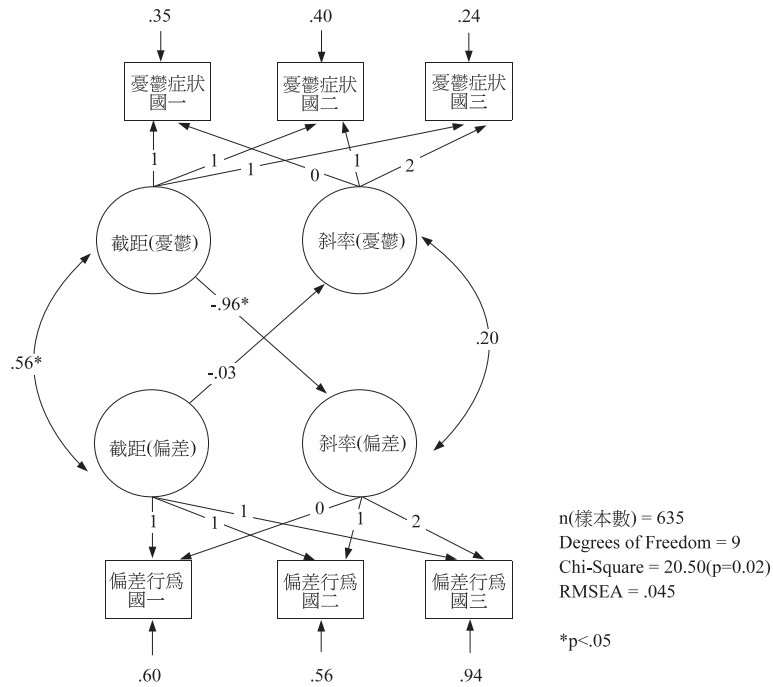 .35
.40
.24
憂鬱症狀
國一
憂鬱症狀
國二
憂鬱症狀
國三
1
1
1
0
1
2
截距(憂鬱)
斜率(憂鬱)
-.96*
.56*
.20
-.03
截距(偏差)
斜率(偏差)
1
1
1
0
1
2
偏差行為
國一
偏差行為
國二
偏差行為
國三
.60
.56
.94
n(樣本數) = 635
Degrees of Freedom = 9
Chi-Square = 20.50(p=0.02)
RMSEA = .045
*p<.05